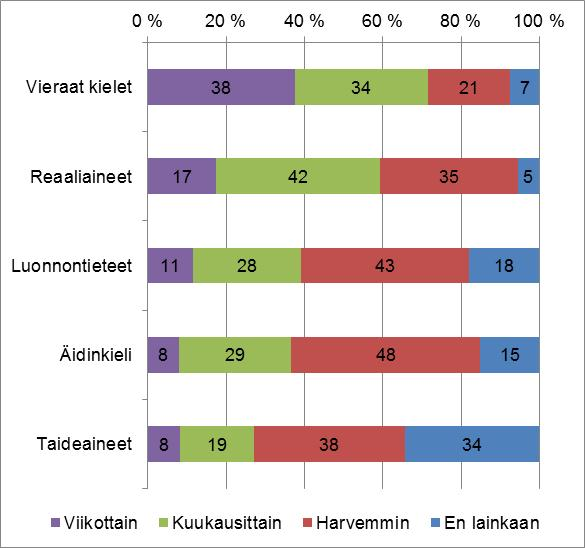 0 % 20 % 40 % 60 % 80 % 100 %
Vieraat kielet 38 34 21 7
Reaaliaineet 17 42 35 5
Luonnontieteet 11 28 43 18
Äidinkieli 8 29 48 15
Taideaineet 8 19 38 34
Viikottain Kuukausittain Harvemmin En lainkaan